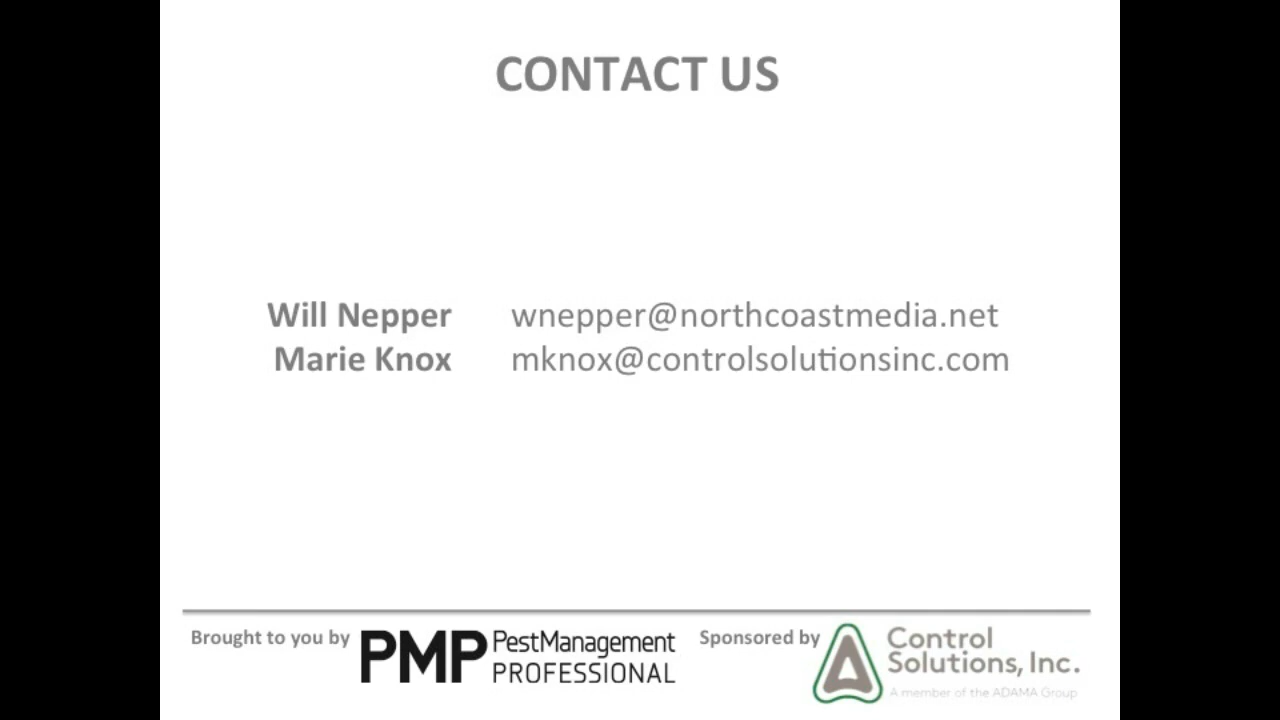 CONTACT US
Will Nepper wnepper@northcoastmedia.net
Marie Knox mknox@controlsolutionsinc.com
Brought to you by PMP PestManagement PROFESSIONAL Sponsored by Control Solutions, Inc.
A member of the ADAMA Group